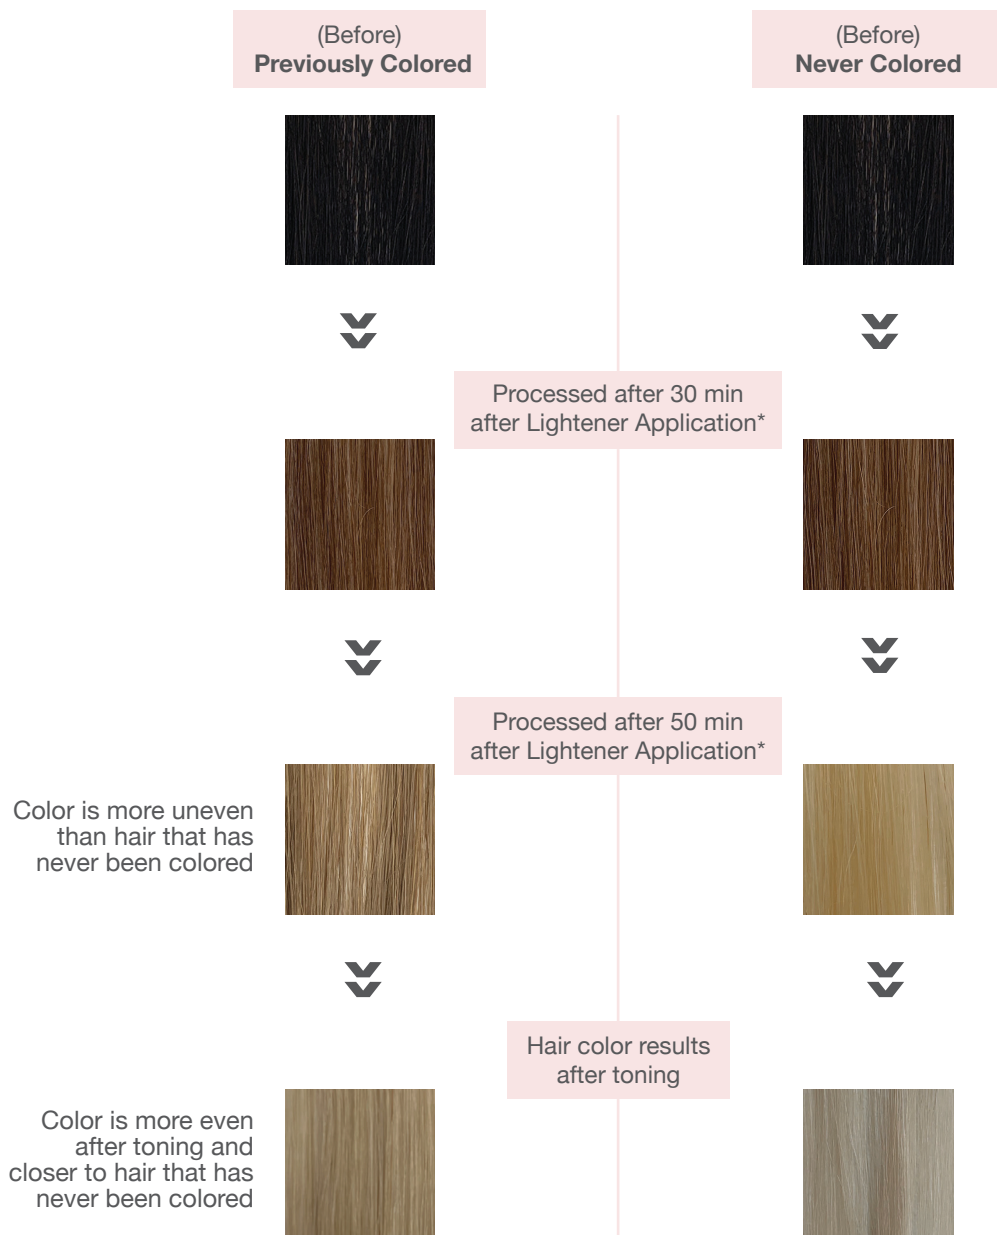 (Before)
Previously Colored
(Before)
Never Colored
Processed after 30 min
after Lightener Application*
Processed after 50 min
after Lightener Application*
Color is more uneven
than hair that has
never been colored
Hair color results
after toning
Color is more even
after toning and
closer to hair that has
never been colored